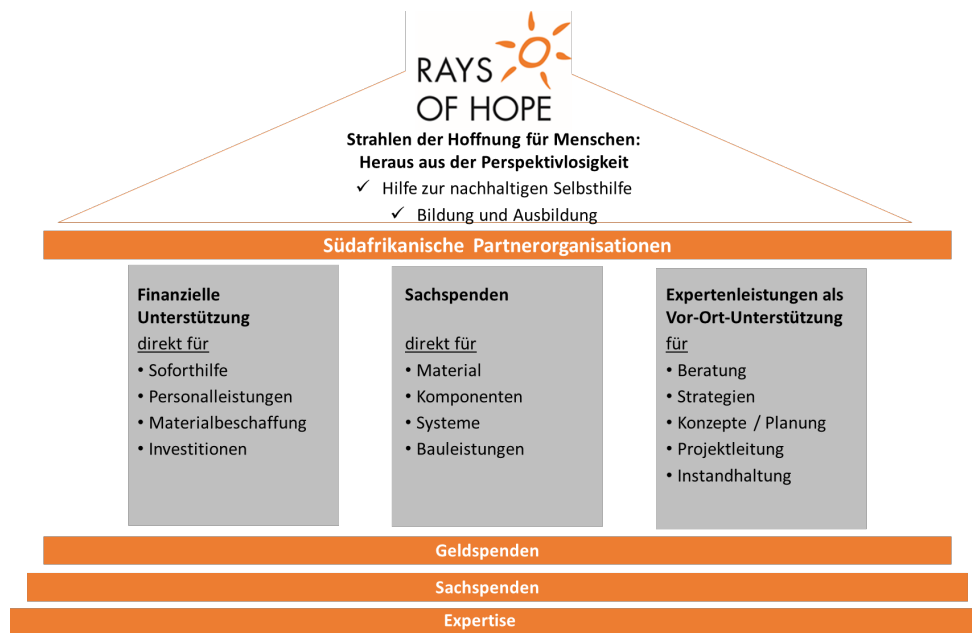 RAYS
OF HOPE
Strahlen der Hoffnung für Menschen:
Heraus aus der Perspektivlosigkeit
✓ Hilfe zur nachhaltigen Selbsthilfe
✓ Bildung und Ausbildung
Südafrikanische Partnerorganisationen
Finanzielle
Unterstützung
direkt für
• Soforthilfe
• Personalleistungen
• Materialbeschaffung
• Investitionen
Sachspenden
direkt für
• Material
• Komponenten
• Systeme
• Bauleistungen
Expertenleistungen als
Vor-Ort-Unterstützung
für
• Beratung
• Strategien
• Konzepte / Planung
• Projektleitung
• Instandhaltung
Geldspenden
Sachspenden
Expertise